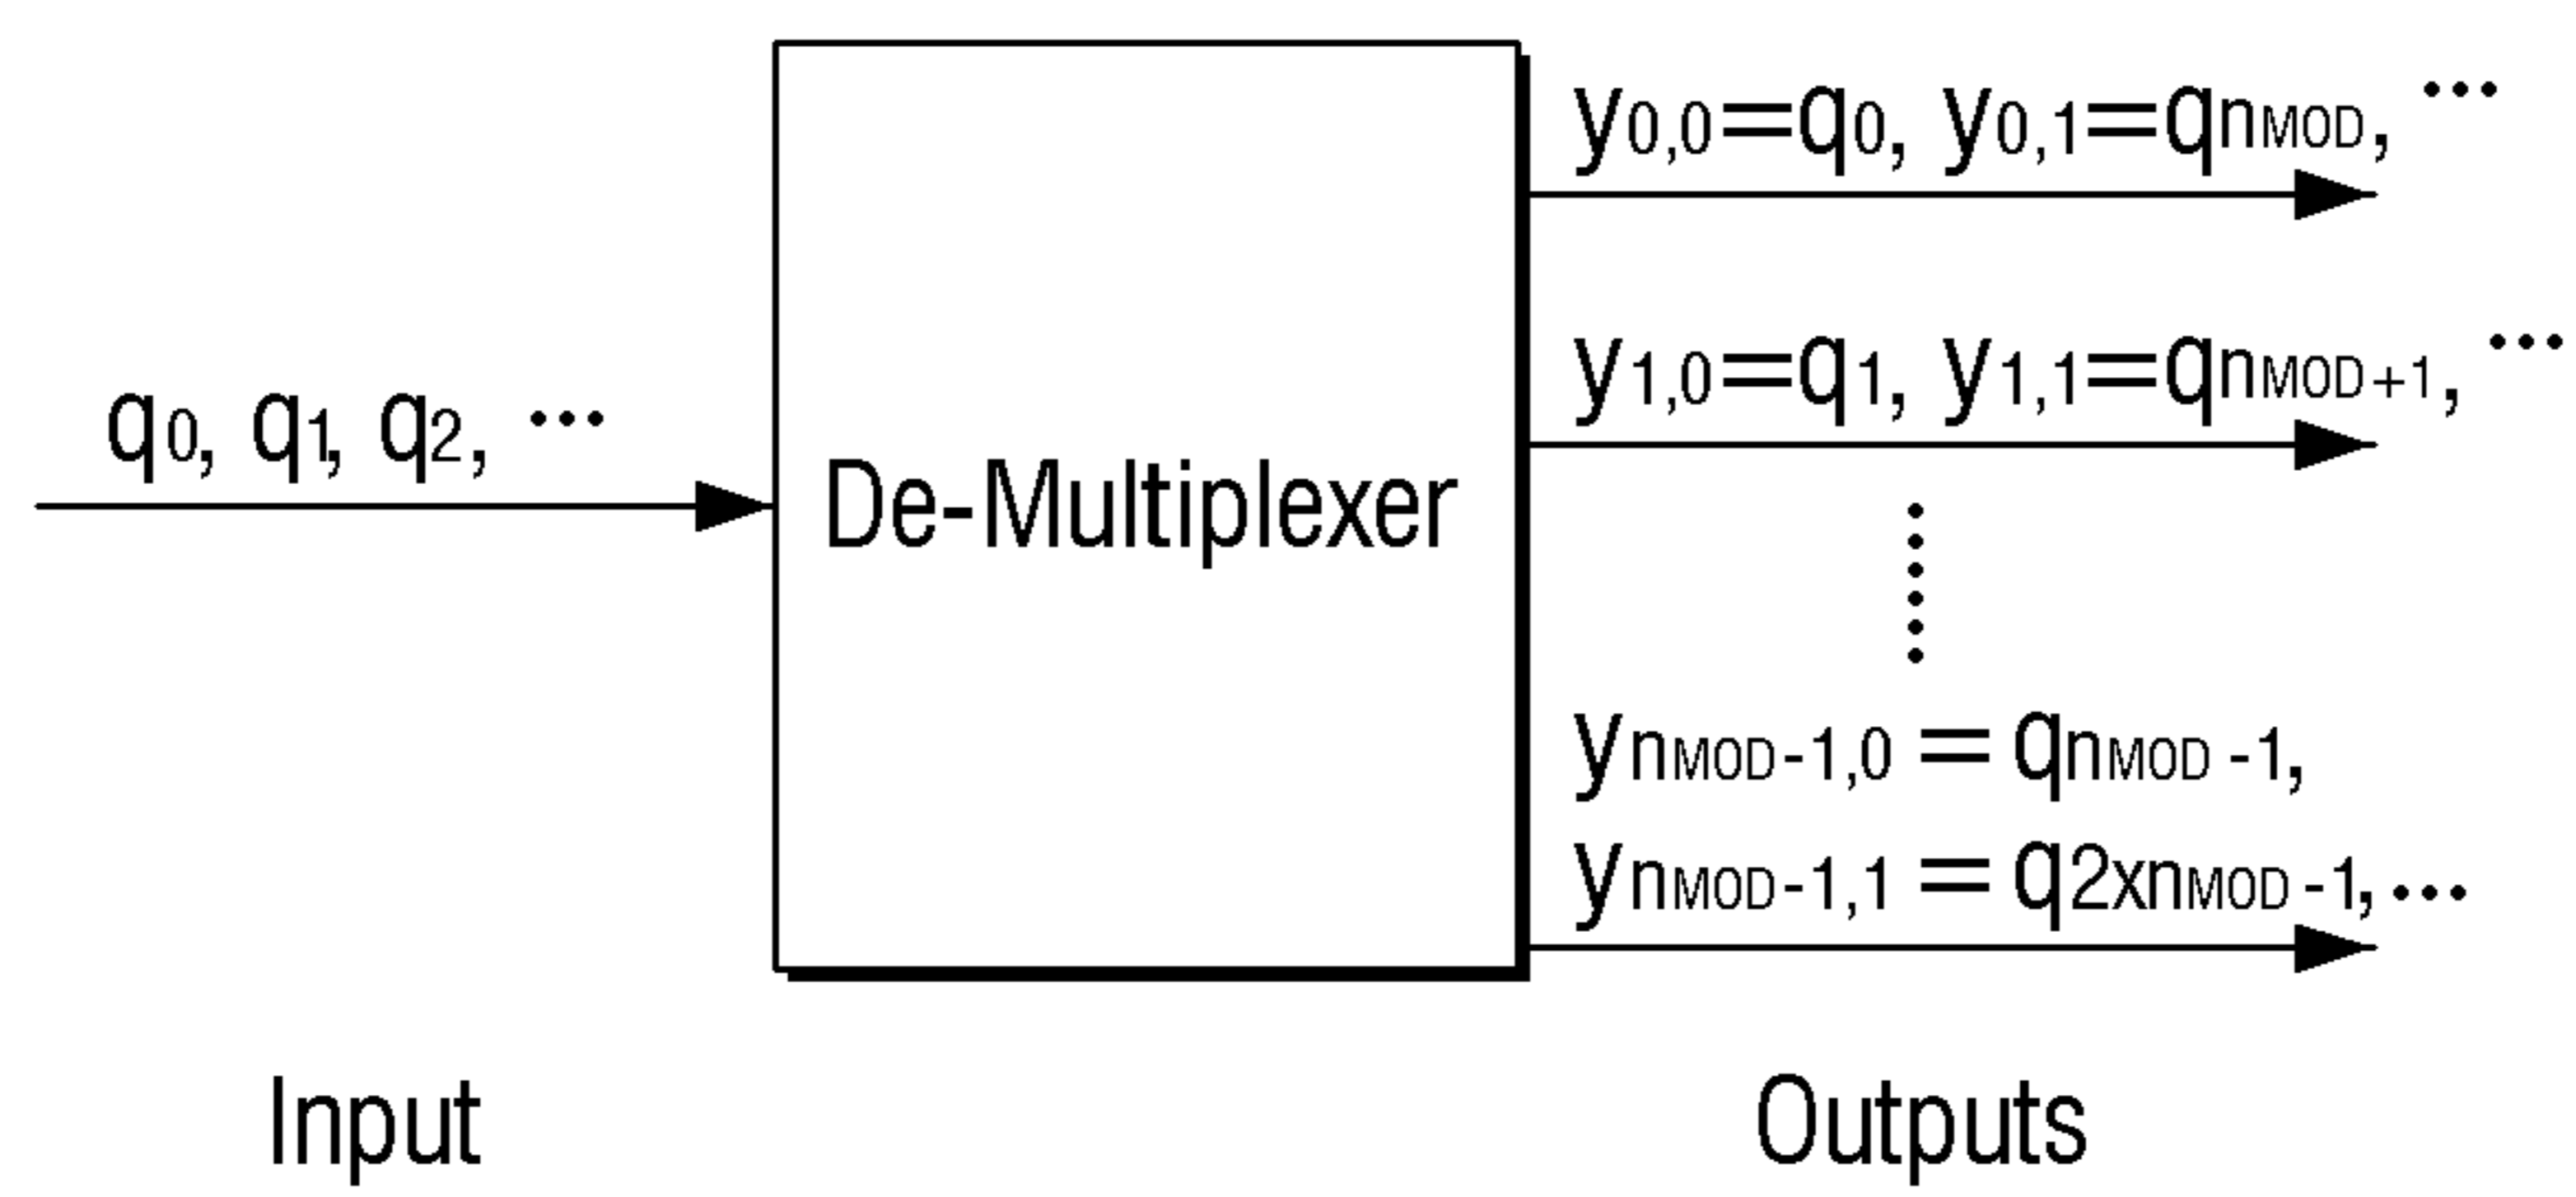 q0, q1, q2, ···
De-Multiplexer
y0,0=q0, y0,1=qnMOD, ···
y1,0=q1, y1,1=qnMOD+1, ···
ynMOD-1,0 = qnMOD -1,
ynMOD-1,1 = q2xnMOD -1, ···
Input
Outputs